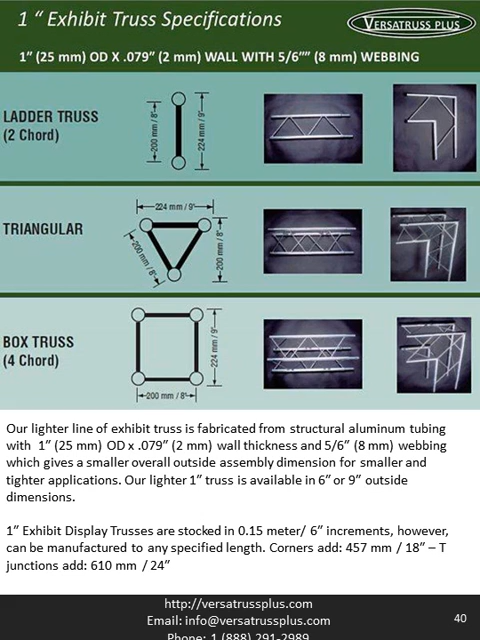 1 “ Exhibit Truss Specifications
VERSATRUSS PLUS
1” (25 mm) OD X .079” (2 mm) WALL WITH 5/6”” (8 mm) WEBBING
LADDER TRUSS
(2 Chord)
200 mm / 8"
224 mm / 9"
TRIANGULAR
224 mm / 9"
200 mm / 8"
200 mm / 8"
BOX TRUSS
(4 Chord)
224 mm / 9"
200 mm / 8"
Our lighter line of exhibit truss is fabricated from structural aluminum tubing
with 1” (25 mm) OD x .079” (2 mm) wall thickness and 5/6” (8 mm) webbing
which gives a smaller overall outside assembly dimension for smaller and
tighter applications. Our lighter 1” truss is available in 6” or 9” outside
dimensions.
1” Exhibit Display Trusses are stocked in 0.15 meter/ 6” increments, however,
can be manufactured to any specified length. Corners add: 457 mm / 18” – T
junctions add: 610 mm / 24”
http://versatrussplus.com
Email: info@versatrussplus.com
40
Phone: 1 (888) 291-2989